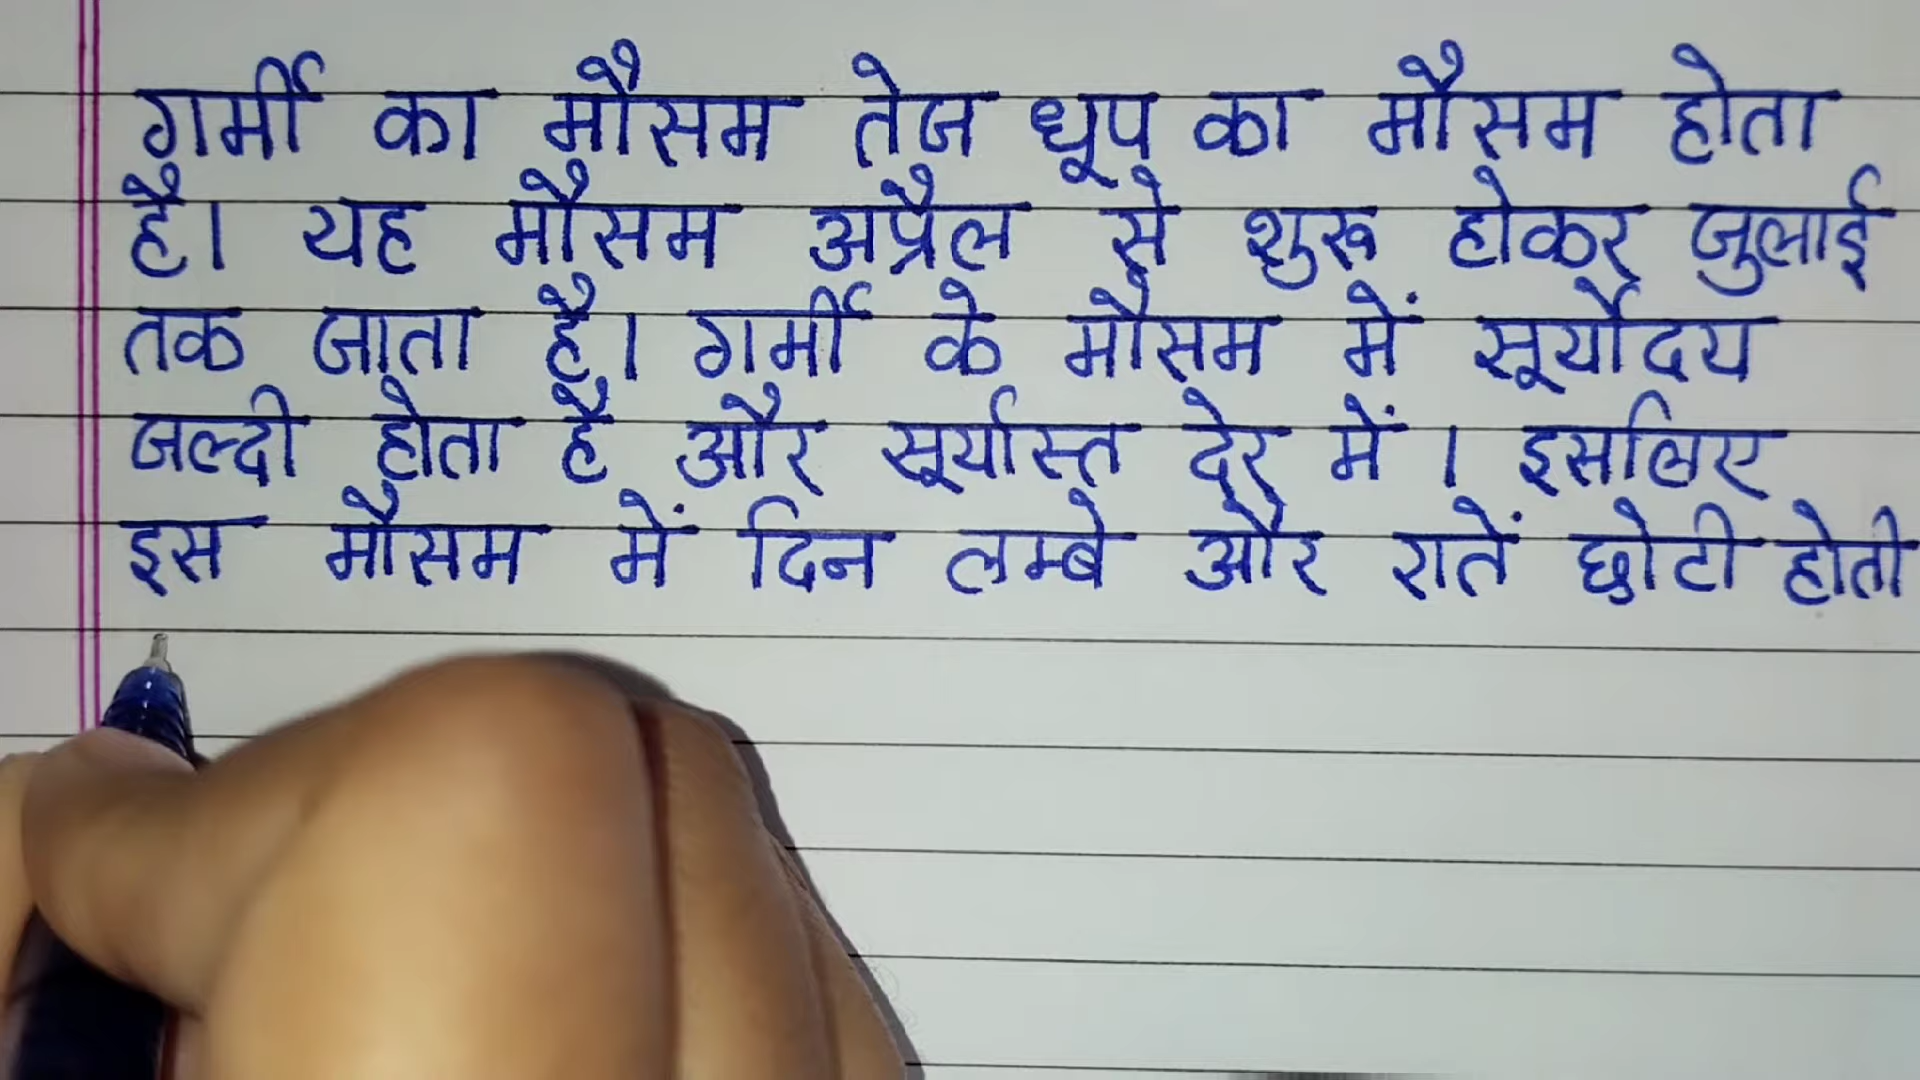 गर्मी का मौसम तेज धूप का मौसम होता
है। यह मौसम अप्रैल से शुरू होकर जुलाई
तक जाता है। गर्मी के मौसम में सूर्योदय
जल्दी होता है और सूर्यास्त देर में । इसलिए
इस मौसम में दिन लम्बे और रातें छोटी होती